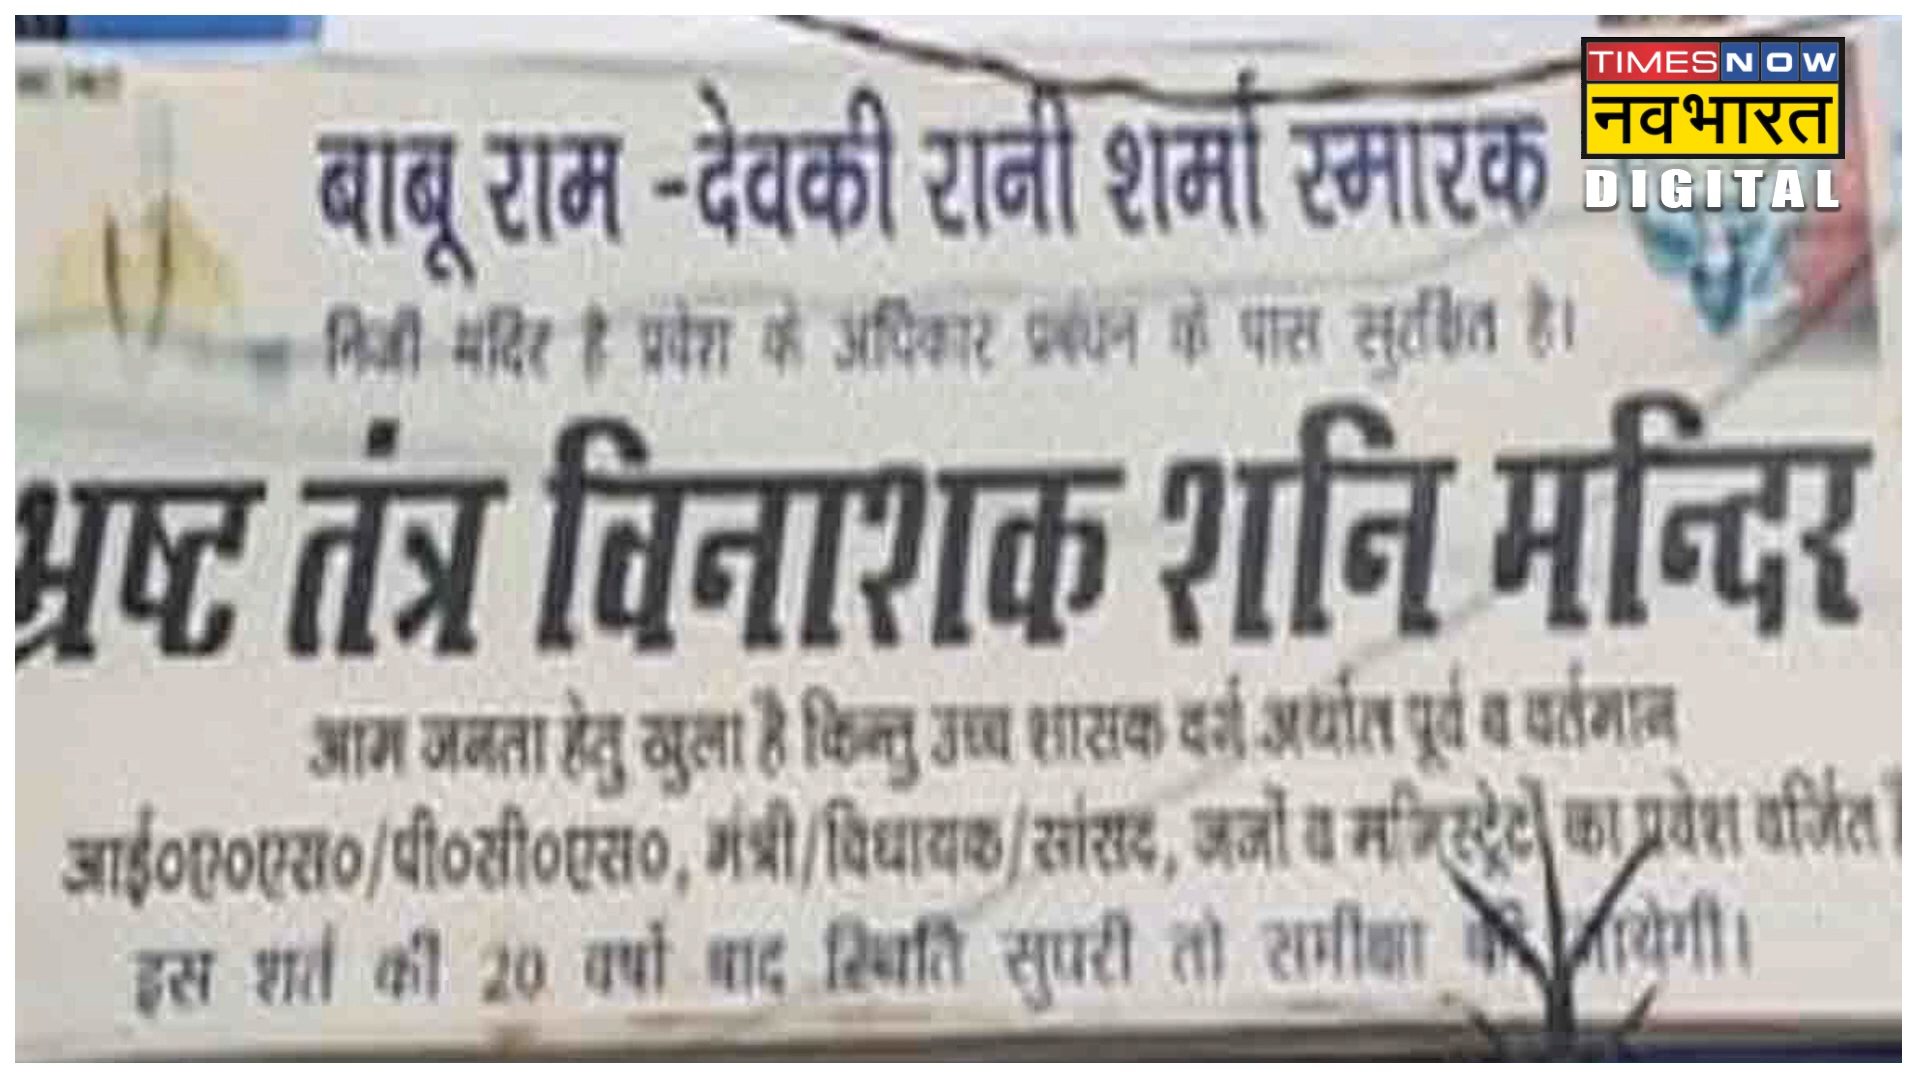 TIMES NOW
नवभारत
DIGITAL
बाबू राम -देवकी रानी शर्मा स्मारक
निजी मंदिर है प्रवेश के अधिकार प्रबंधन के पास सुरक्षित है।
भ्रष्ट तंत्र विनाशक शनि मन्दिर
आम जनता हेतु खुला है किन्तु उच्च शासक वर्ग अर्थात पूर्व व वर्तमान
आई०ए०एस०/पी०सी०एस०, मंत्री/विधायक/सांसद, जजों व मजिस्ट्रेटों का प्रवेश वर्जित है
इस शर्त की 20 वर्षो बाद स्थिति सुधरी तो समीक्षा की जायेगी।